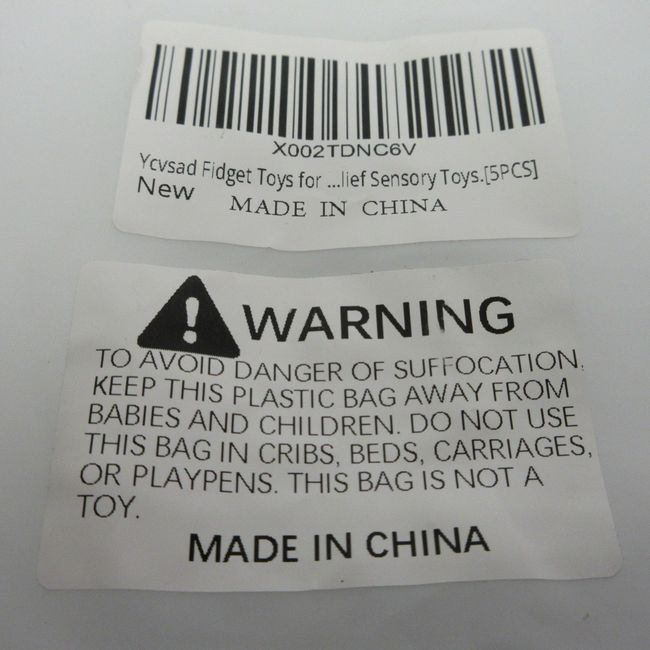 X002TDNC6V
Ycvsad Fidget Toys for ...lief Sensory Toys.[5PCS]
New
MADE IN CHINA
WARNING
TO AVOID DANGER OF SUFFOCATION,
KEEP THIS PLASTIC BAG AWAY FROM
BABIES AND CHILDREN. DO NOT USE
THIS BAG IN CRIBS, BEDS, CARRIAGES,
OR PLAYPENS. THIS BAG IS NOT A
TOY.
MADE IN CHINA